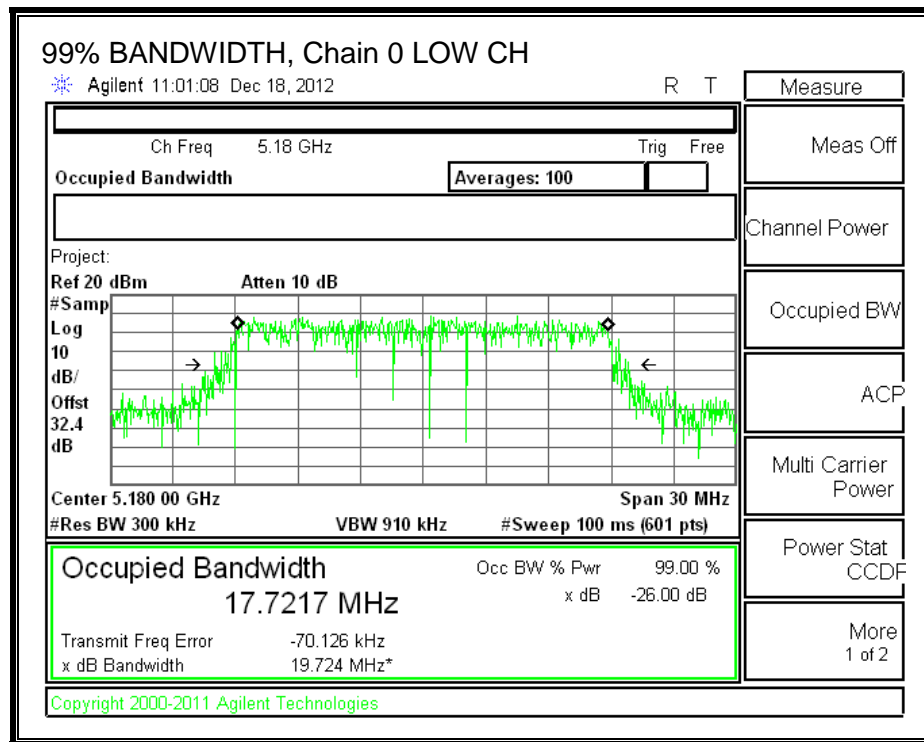 99% BANDWIDTH, Chain 0 LOW CH
Agilent 11:01:08 Dec 18, 2012 R T
Measure
Ch Freq 5.18 GHz Trig Free
Meas Off
Occupied Bandwidth Averages: 100
Channel Power
Project:
Ref 20 dBm Atten 10 dB
#Samp
Log
10
dB/
Offst
32.4
dB
Occupied BW
ACP
Multi Carrier
Power
Center 5.180 00 GHz Span 30 MHz
#Res BW 300 kHz VBW 910 kHz #Sweep 100 ms (601 pts)
Power Stat
CCDF
Occupied Bandwidth Occ BW % Pwr 99.00 %
17.7217 MHz x dB -26.00 dB
Transmit Freq Error -70.126 kHz
x dB Bandwidth 19.724 MHz*
More
1 of 2
Copyright 2000-2011 Agilent Technologies